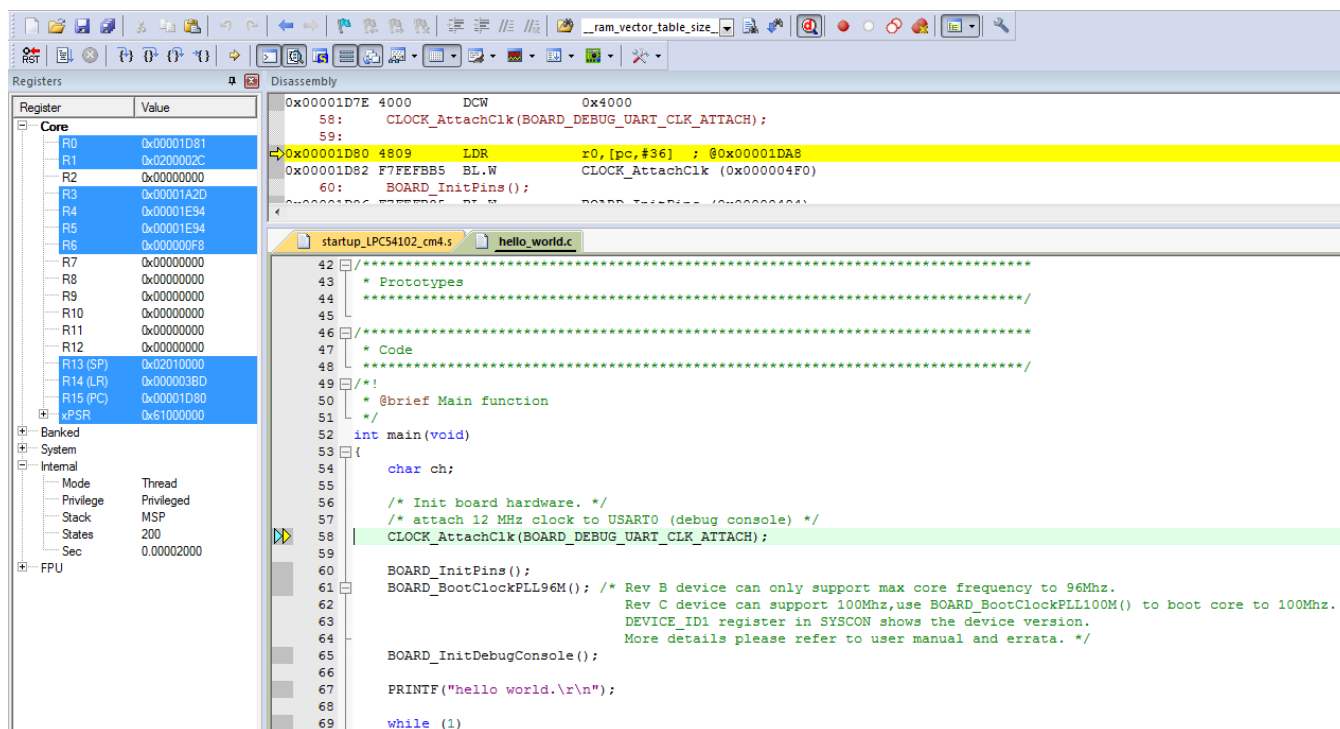 __ram_vector_table_size_
RST
Registers
Register Value
Core
R0 0x00001D81
R1 0x0200002C
R2 0x00000000
R3 0x00001A2D
R4 0x00001E94
R5 0x00001E94
R6 0x000000F8
R7 0x00000000
R8 0x00000000
R9 0x00000000
R10 0x00000000
R11 0x00000000
R12 0x00000000
R13 (SP) 0x02010000
R14 (LR) 0x000003BD
R15 (PC) 0x00001D80
xPSR 0x61000000
Banked
System
Internal
Mode Thread
Privilege Privileged
Stack MSP
States 200
Sec 0.00002000
FPU
Disassembly
0x00001D7E 4000 DCW 0x4000
58: CLOCK_AttachClk(BOARD_DEBUG_UART_CLK_ATTACH);
59:
0x00001D80 4809 LDR r0,[pc,#36] ; @0x00001DA8
0x00001D82 F7FEFBB5 BL.W CLOCK_AttachClk (0x000004F0)
60: BOARD_InitPins();
startup_LPC54102_cm4.s hello_world.c
42 /*******************************************************************************
43 * Prototypes
44 ******************************************************************************/
45
46 /*******************************************************************************
47 * Code
48 ******************************************************************************/
49 /*!
50 * @brief Main function
51 */
52 int main(void)
53 {
54 char ch;
55
56 /* Init board hardware. */
57 /* attach 12 MHz clock to USART0 (debug console) */
58 CLOCK_AttachClk(BOARD_DEBUG_UART_CLK_ATTACH);
59
60 BOARD_InitPins();
61 BOARD_BootClockPLL96M(); /* Rev B device can only support max core frequency to 96Mhz.
62 Rev C device can support 100Mhz,use BOARD_BootClockPLL100M() to boot core to 100Mhz.
63 DEVICE_ID1 register in SYSCON shows the device version.
64 More details please refer to user manual and errata. */
65 BOARD_InitDebugConsole();
66
67 PRINTF("hello world.\r\n");
68
69 while (1)